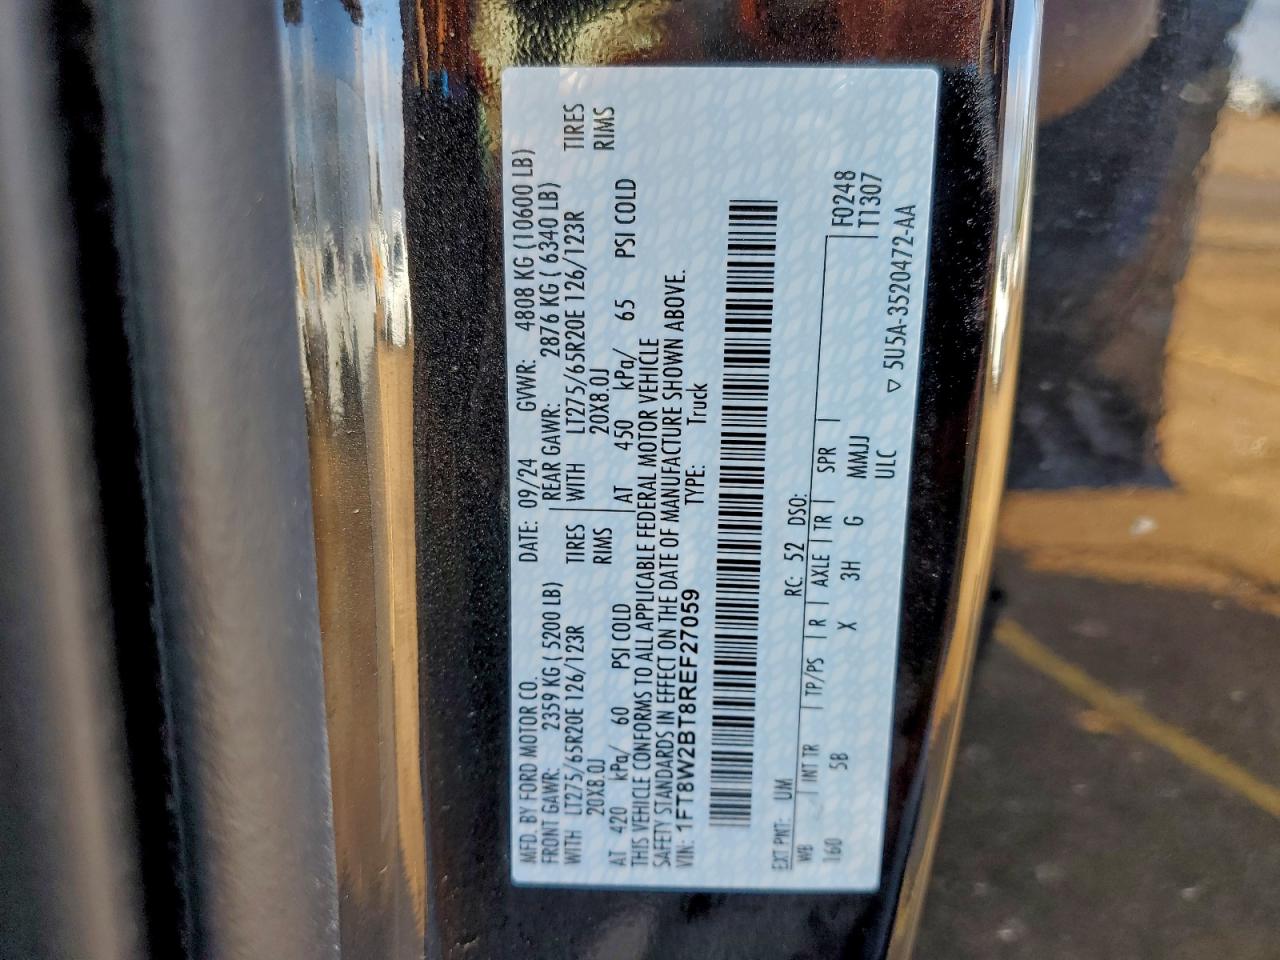 MFD. BY FORD MOTOR CO. DATE: 09/24 GVWR: 4808 KG (10600 LB)
FRONT GAWR: 2359 KG ( 5200 LB) REAR GAWR: 2876 KG ( 6340 LB)
WITH LT275/65R20E 126/123R TIRES WITH LT275/65R20E 126/123R TIRES
20X8.0J RIMS 20X8.0J RIMS
AT 420 kPa/ 60 PSI COLD AT 450 kPa/ 65 PSI COLD
THIS VEHICLE CONFORMS TO ALL APPLICABLE FEDERAL MOTOR VEHICLE
SAFETY STANDARDS IN EFFECT ON THE DATE OF MANUFACTURE SHOWN ABOVE.
VIN: 1FT8W2BT8REF27059 TYPE: Truck
EXT PNT: UM RC: 52 DSO:
WB INT TR TP/PS R AXLE TR SPR F0248
160 5B X 3H G MMJJ T1307
ULC
▽ 5U5A-3520472-AA